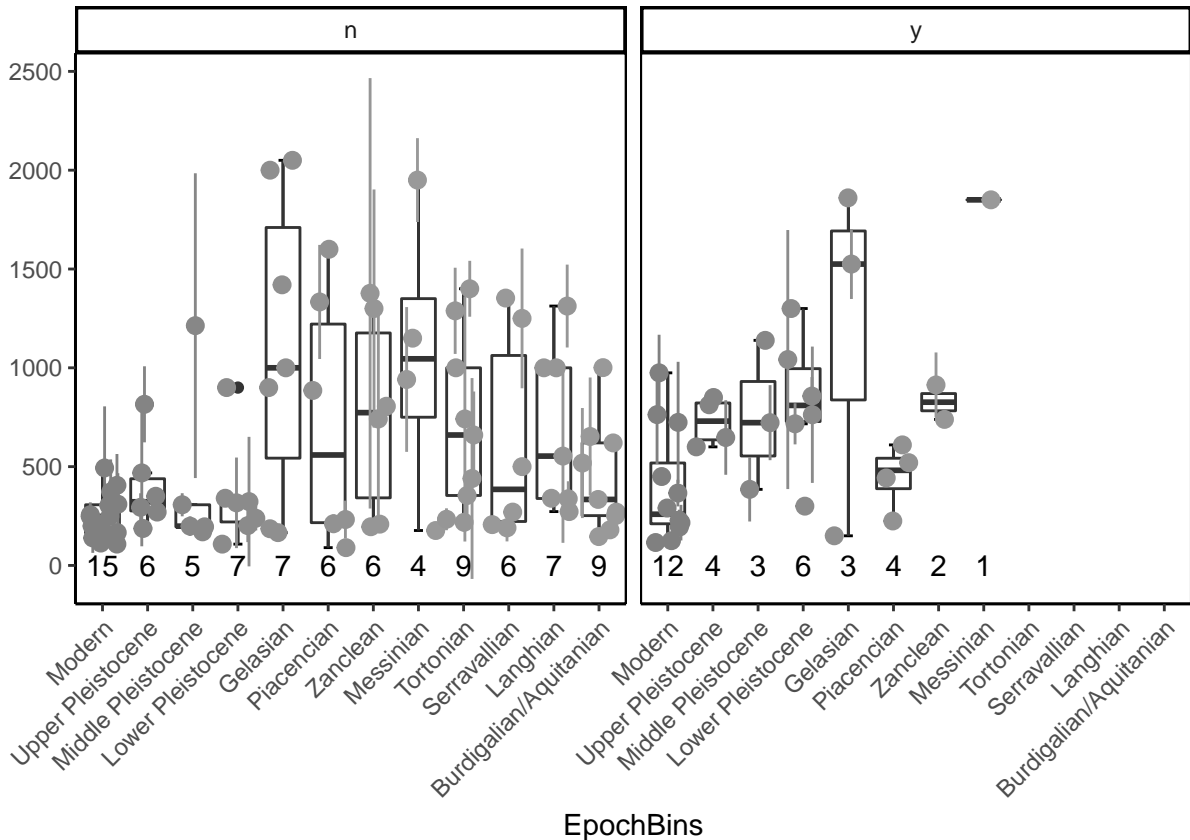 n
y
2500
2000
1500
1000
500
0
15 6 5 7 7 6 6 4 9 6 7 9
12 4 3 6 3 4 2 1
Modern
Upper Pleistocene
Middle Pleistocene
Lower Pleistocene
Gelasian
Piacencian
Zanclean
Messinian
Tortonian
Serravallian
Langhian
Burdigalian/Aquitanian
Modern
Upper Pleistocene
Middle Pleistocene
Lower Pleistocene
Gelasian
Piacencian
Zanclean
Messinian
Tortonian
Serravallian
Langhian
Burdigalian/Aquitanian
EpochBins